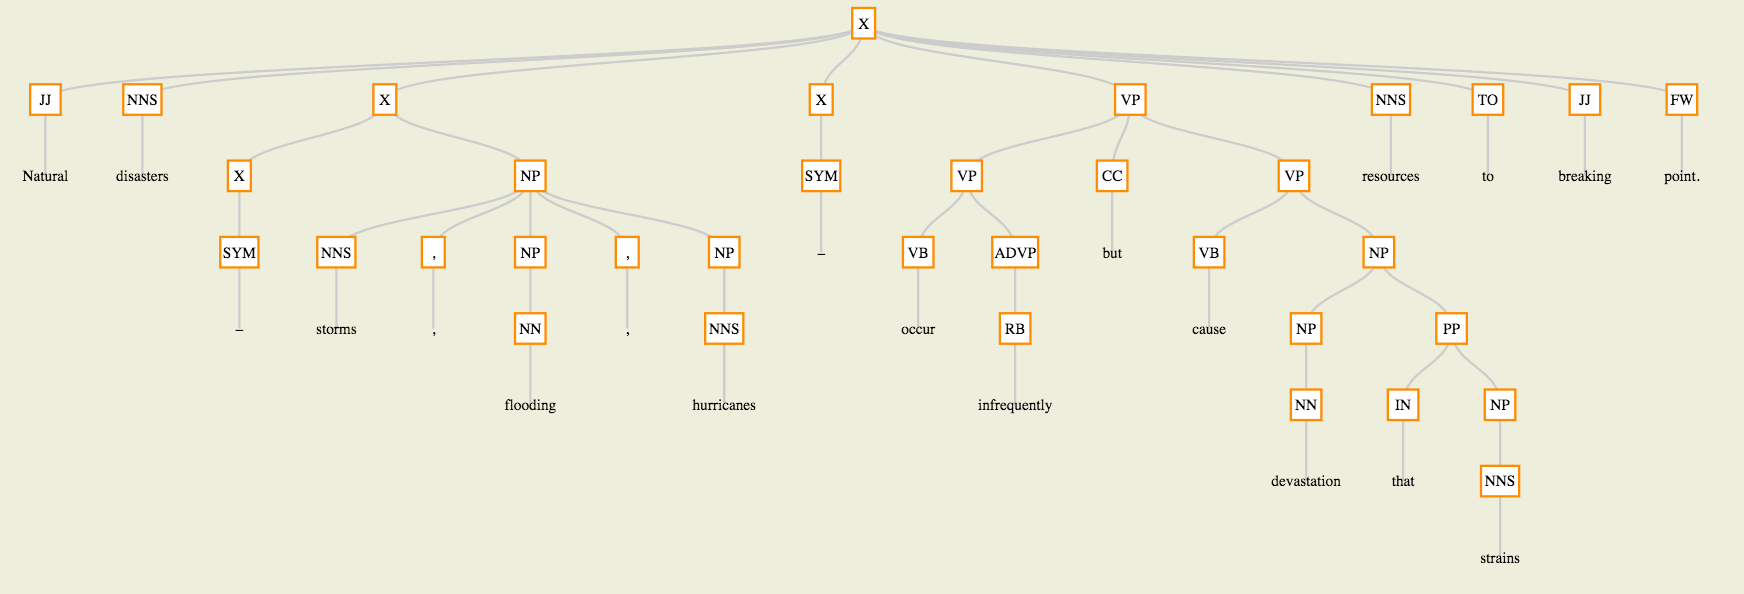 X
JJ NNS X X VP NNS TO JJ FW
Natural disasters X NP SYM VP CC VP resources to breaking point.
SYM NNS , NP , NP – VB ADVP but VB NP
– storms , NN , NNS occur RB cause NP PP
flooding hurricanes infrequently NN IN NP
devastation that NNS
strains